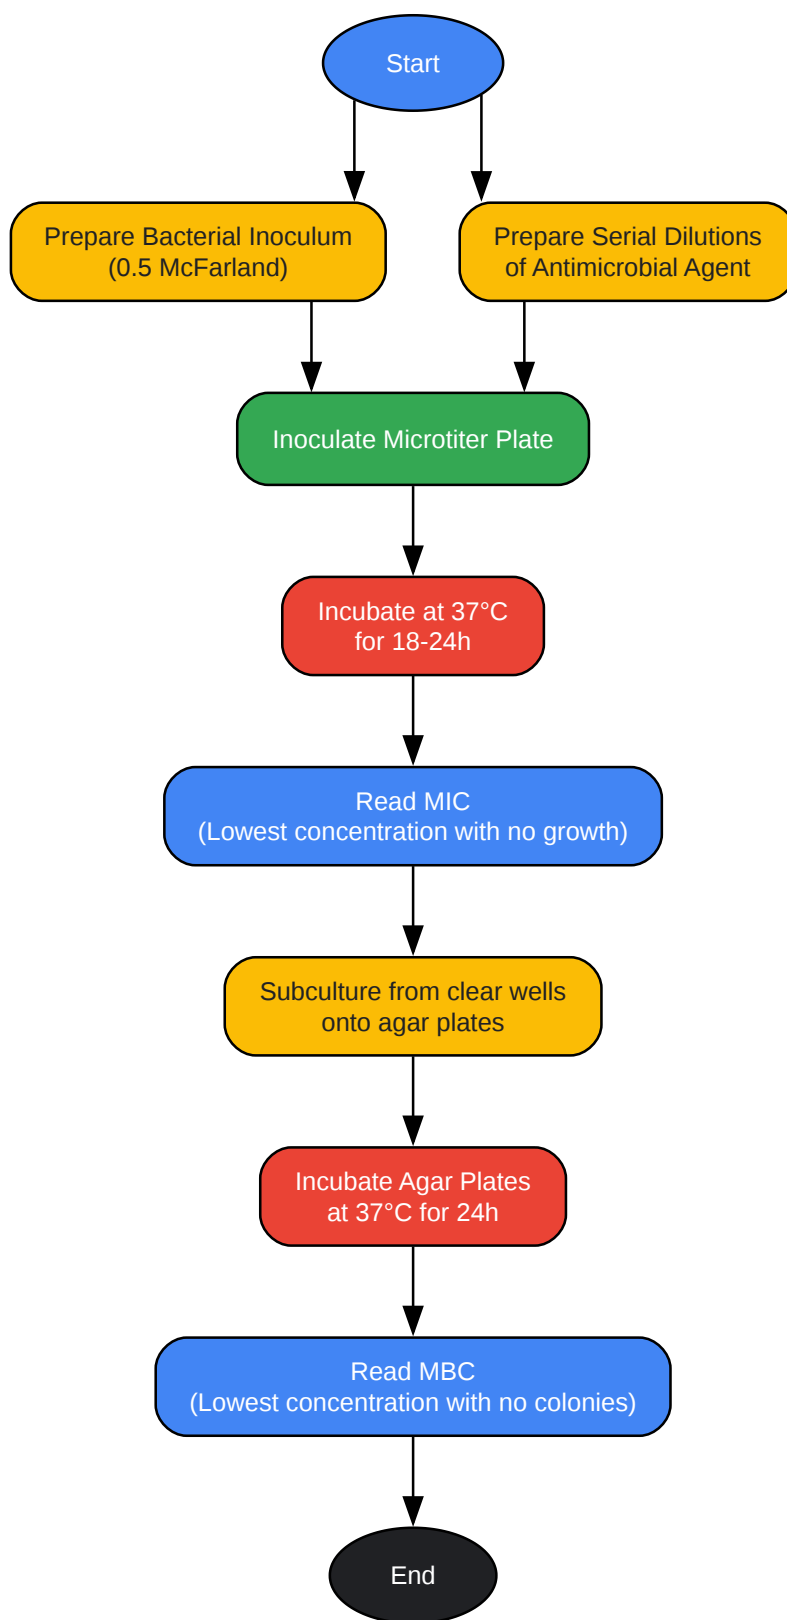 Start
Prepare Bacterial Inoculum
(0.5 McFarland)
Prepare Serial Dilutions
of Antimicrobial Agent
Inoculate Microtiter Plate
Incubate at 37°C
for 18-24h
Read MIC
(Lowest concentration with no growth)
Subculture from clear wells
onto agar plates
Incubate Agar Plates
at 37°C for 24h
Read MBC
(Lowest concentration with no colonies)
End